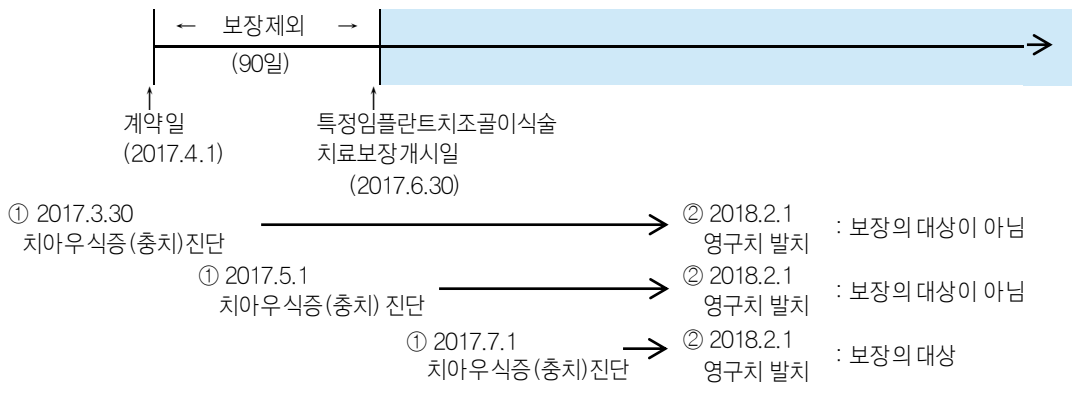 ← 보장제외 →
(90일)
↑ ↑
계약일 특정임플란트치조골이식술
(2017.4.1) 치료보장개시일
(2017.6.30)
① 2017.3.30 ② 2018.2.1
치아우식증(충치)진단 영구치 발치 : 보장의 대상이 아님
① 2017.5.1 ② 2018.2.1
치아우식증(충치) 진단 영구치 발치 : 보장의 대상이 아님
① 2017.7.1 ② 2018.2.1
치아우식증(충치)진단 영구치 발치 : 보장의 대상